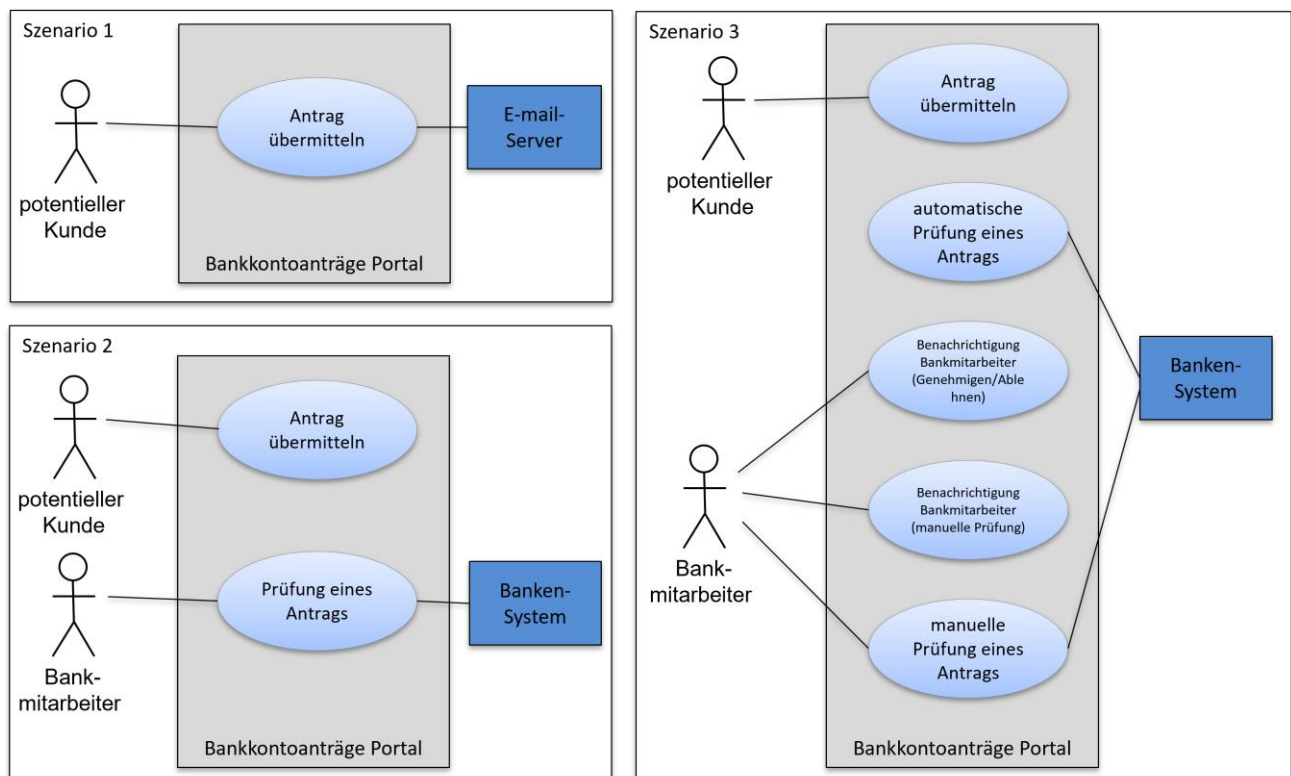 Szenario 1
Antrag
übermitteln
E-mail-
Server
potentieller
Kunde
Bankkontoanträge Portal
Szenario 2
Antrag
übermitteln
potentieller
Kunde
Prüfung eines
Antrags
Banken-
System
Bank-
mitarbeiter
Bankkontoanträge Portal
Szenario 3
Antrag
übermitteln
potentieller
Kunde
automatische
Prüfung eines
Antrags
Benachrichtigung
Bankmitarbeiter
(Genehmigen/Able
hnen)
Banken-
System
Benachrichtigung
Bankmitarbeiter
(manuelle Prüfung)
Bank-
mitarbeiter
manuelle
Prüfung eines
Antrags
Bankkontoanträge Portal